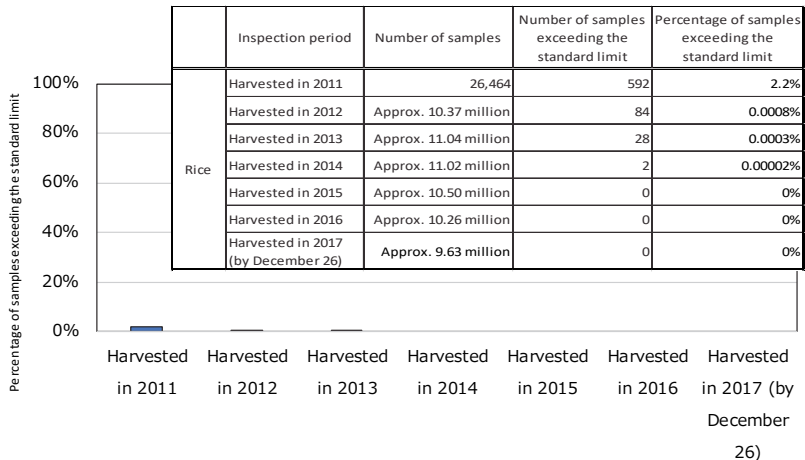 Inspection period
Number of samples
Number of samples
exceeding the
standard limit
Percentage of samples
exceeding the
standard limit
Rice
Harvested in 2011 26,464 592 2.2%
Harvested in 2012 Approx. 10.37 million 84 0.0008%
Harvested in 2013 Approx. 11.04 million 28 0.0003%
Harvested in 2014 Approx. 11.02 million 2 0.00002%
Harvested in 2015 Approx. 10.50 million 0 0%
Harvested in 2016 Approx. 10.26 million 0 0%
Harvested in 2017
(by December 26) Approx. 9.63 million 0 0%
Percentage of samples exceeding the standard limit
100%
80%
60%
40%
20%
0%
Harvested
in 2011
Harvested
in 2012
Harvested
in 2013
Harvested
in 2014
Harvested
in 2015
Harvested
in 2016
Harvested
in 2017 (by
December
26)